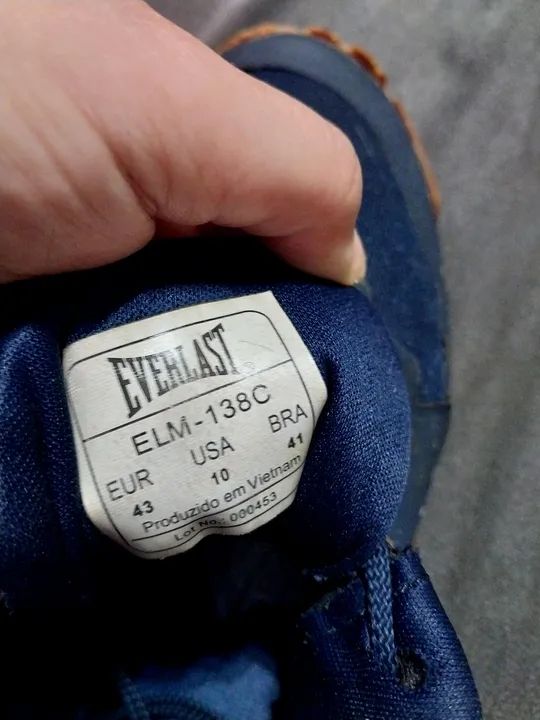 EVERLAST
ELM-138C
EUR USA BRA
43 10 41
Produzido em Vietnam
Lot No.: 000453